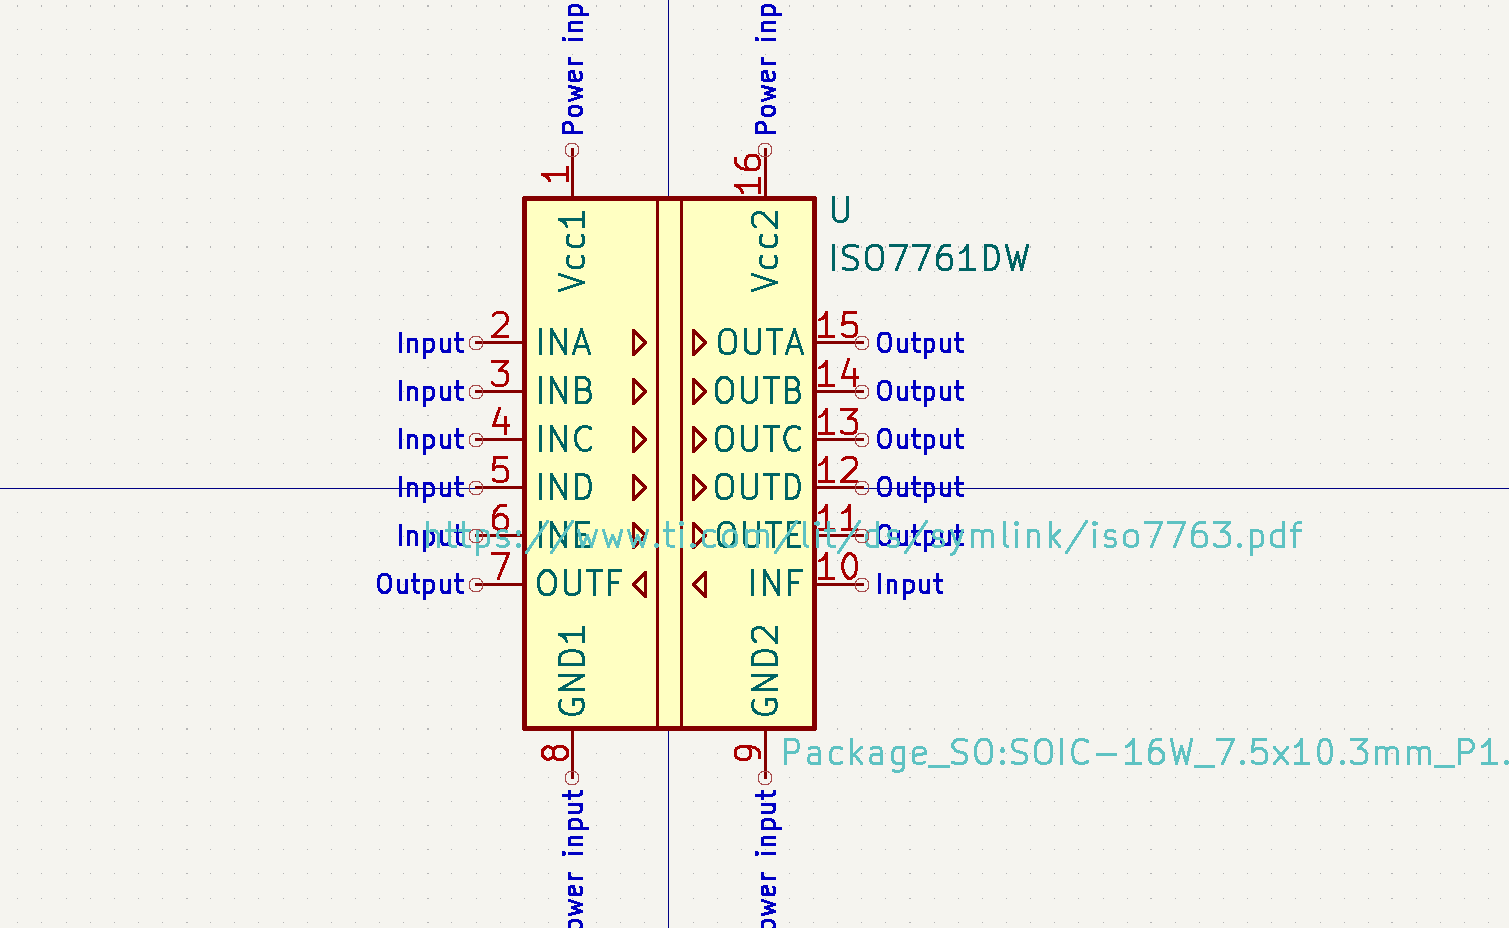 Power inp
Power inp
1
16
Vcc1
Vcc2
U
ISO7761DW
Input 2 INA OUTA 15 Output
Input 3 INB OUTB 14 Output
Input 4 INC OUTC 13 Output
Input 5 IND OUTD 12 Output
Input 6 INE OUTE 11 Output
https://www.ti.com/lit/ds/symlink/iso7763.pdf
Output 7 OUTF INF 10 Input
GND1
GND2
8
9
Package_SO:SOIC-16W_7.5x10.3mm_P1.
ower input
ower input